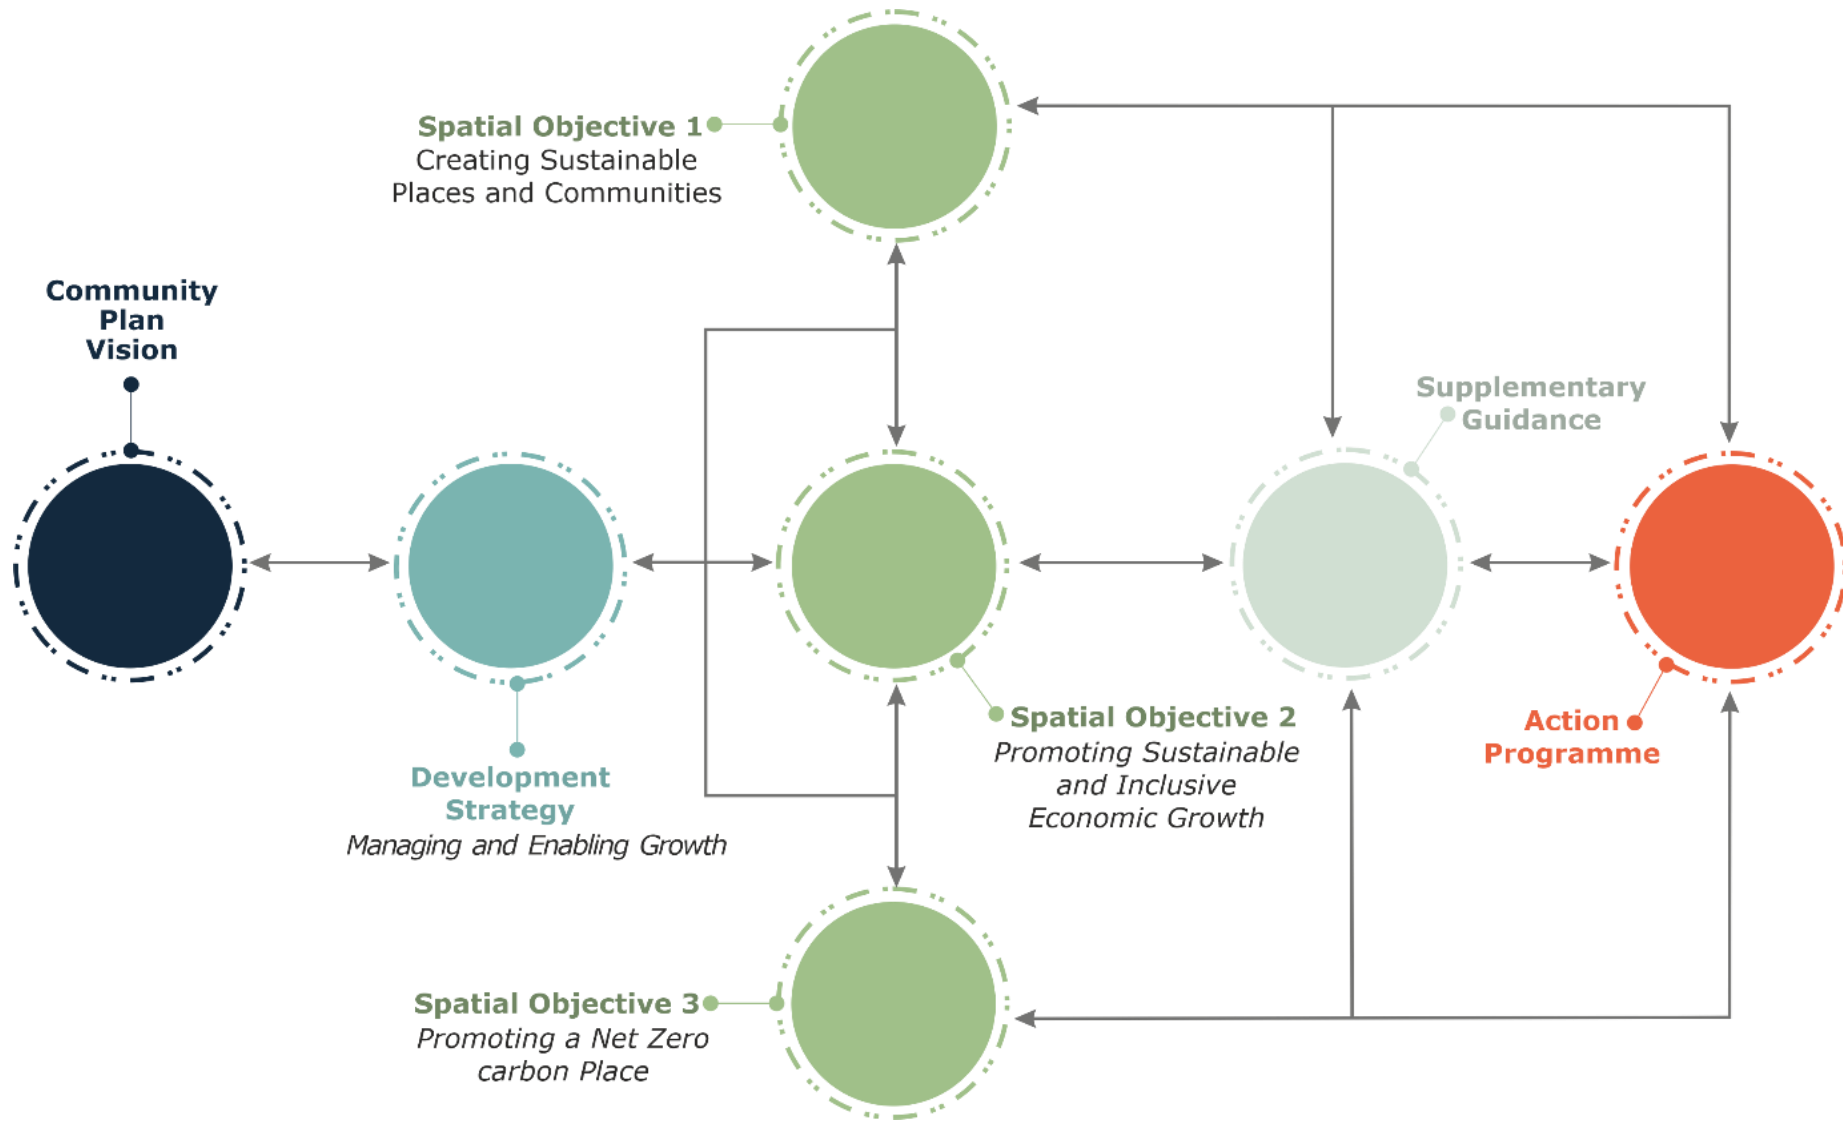 Spatial Objective 1
Creating Sustainable
Places and Communities
Community
Plan
Vision
Supplementary
Guidance
Development
Strategy
Managing and Enabling Growth
Spatial Objective 2
Promoting Sustainable
and Inclusive
Economic Growth
Action
Programme
Spatial Objective 3
Promoting a Net Zero
carbon Place